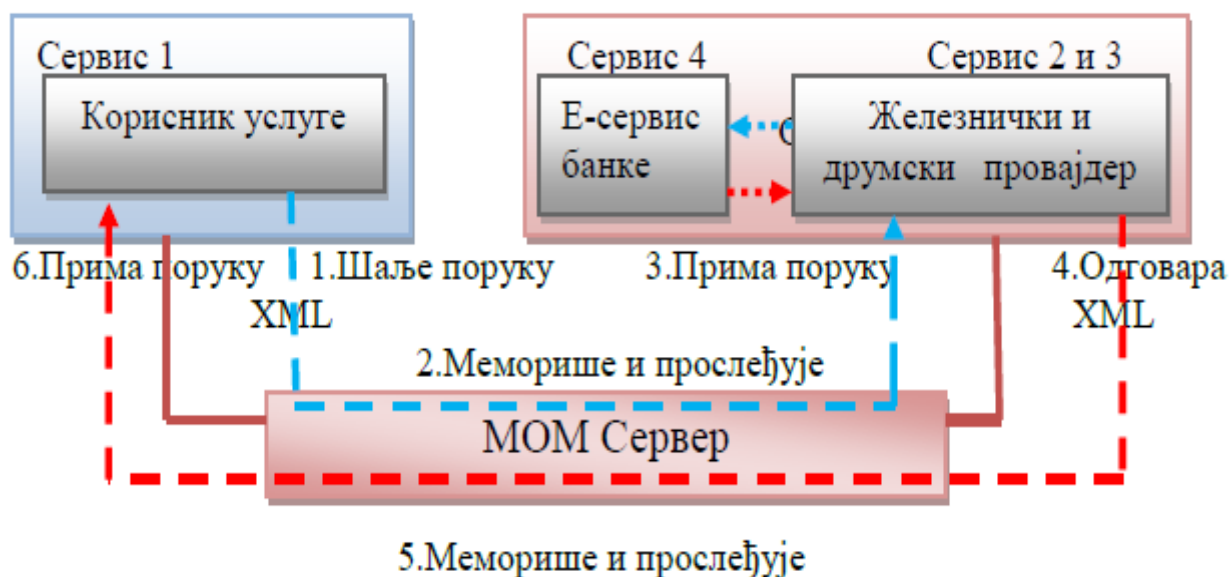 Сервис 1
Корисник услуге
Сервис 4
Сервис 2 и 3
Е-сервис
банке
Железнички и
друмски провајдер
6.Прима поруку
1.Шаље поруку
XML
3.Прима поруку
4.Одговара
XML
2.Меморише и прослеђује
МОМ Сервер
5.Меморише и прослеђује